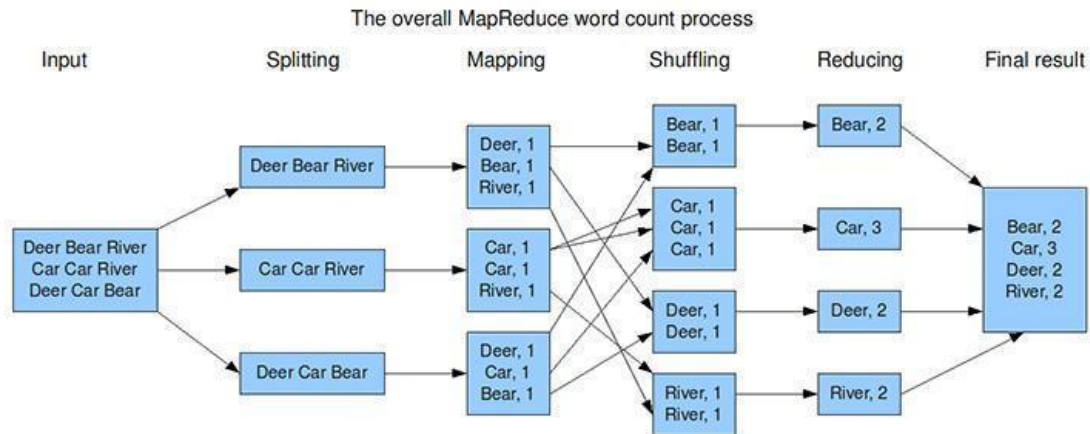 The overall MapReduce word count process
Input
Splitting
Mapping
Shuffling
Reducing
Final result
Deer Bear River
Car Car River
Deer Car Bear
Deer Bear River
Car Car River
Deer Car Bear
Deer, 1
Bear, 1
River, 1
Car, 1
Car, 1
River, 1
Deer, 1
Car, 1
Bear, 1
Bear, 1
Bear, 1
Car, 1
Car, 1
Car, 1
Deer, 1
Deer, 1
River, 1
River, 1
Bear, 2
Car, 3
Deer, 2
River, 2
Bear, 2
Car, 3
Deer, 2
River, 2